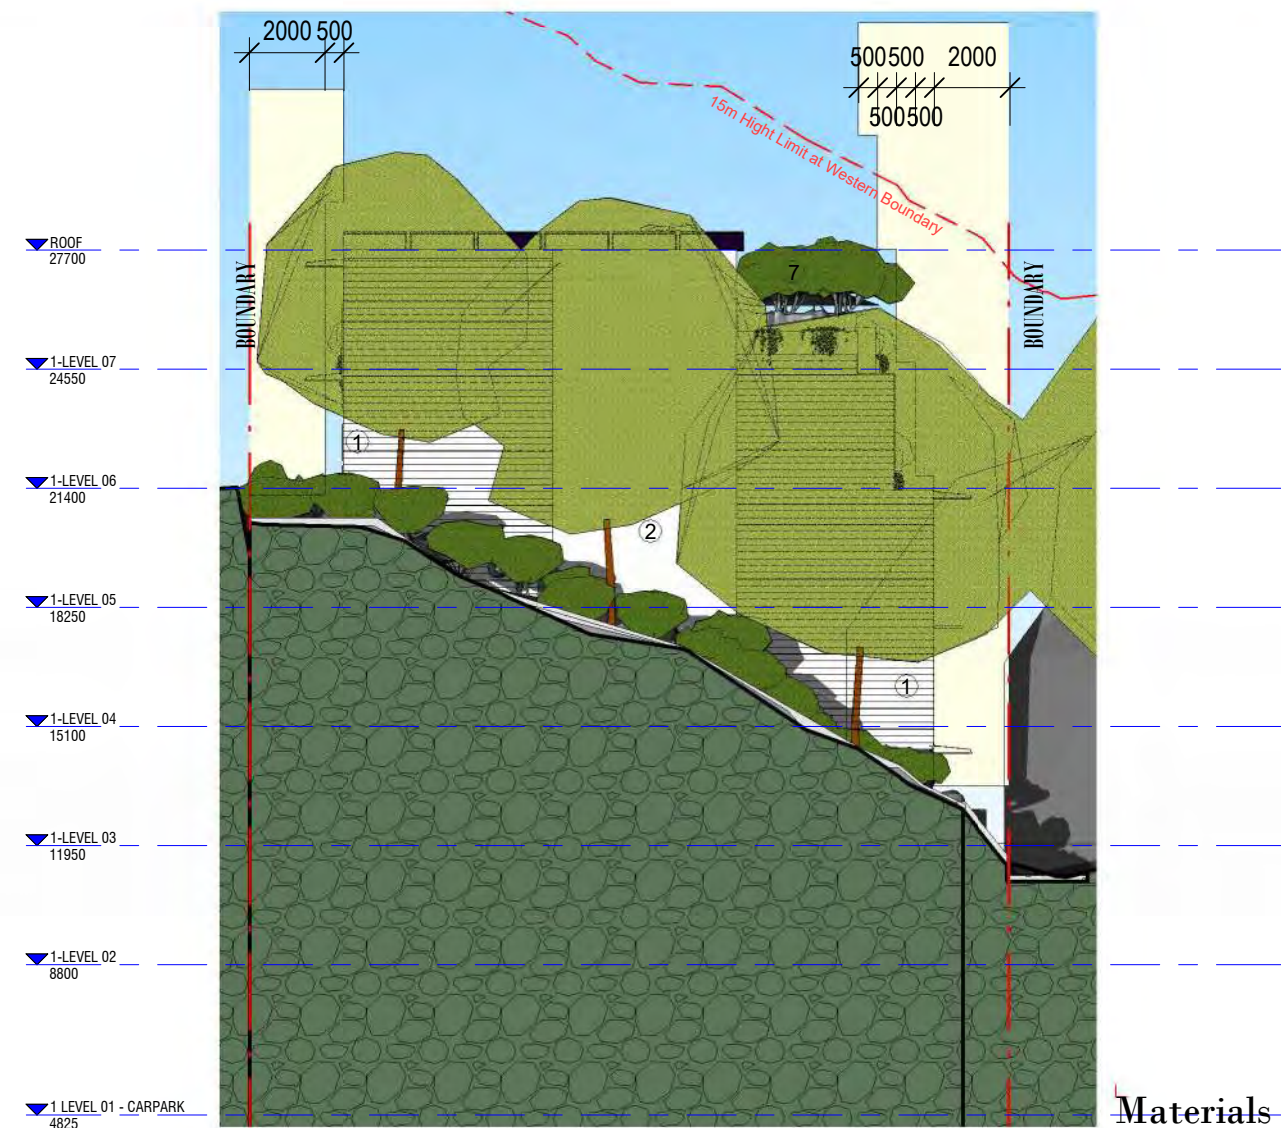 2000 500
500500 2000
500500
15m Hight Limit at Western Boundary
ROOF
27700
BOUNDARY
BOUNDARY
7
1-LEVEL 07
24550
1
1-LEVEL 06
21400
2
1-LEVEL 05
18250
1
1-LEVEL 04
15100
1-LEVEL 03
11950
1-LEVEL 02
8800
1 LEVEL 01 - CARPARK
4825
Materials